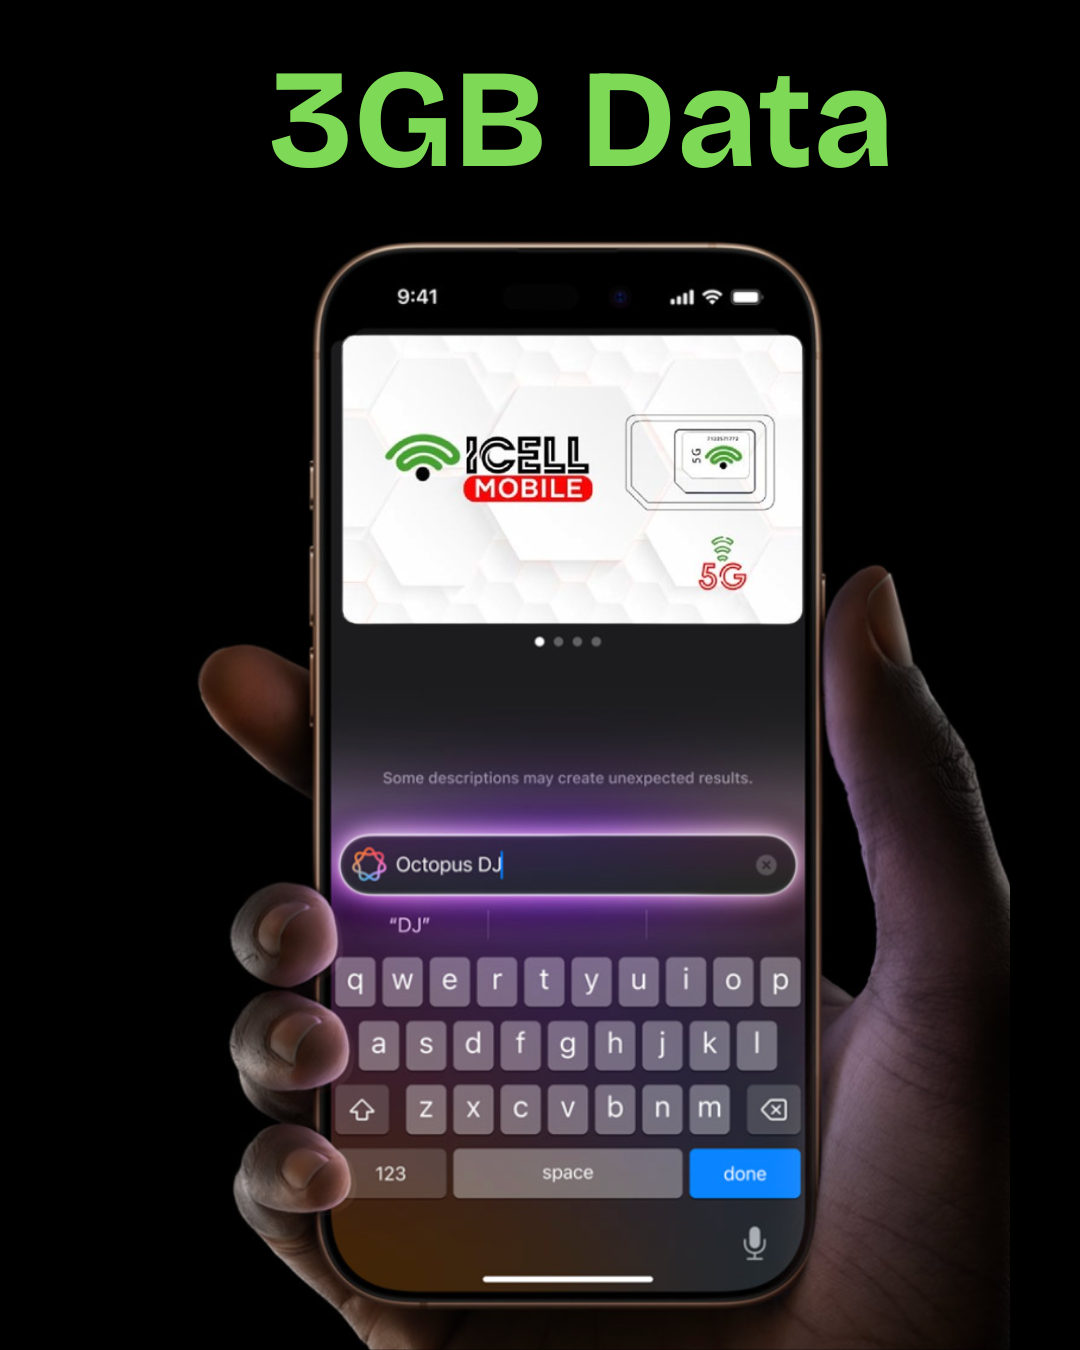 3GB Data
9:41
ICELL
MOBILE
5G
5G
Some descriptions may create unexpected results.
Octopus DJ
“DJ”
q w e r t y u i o p
a s d f g h j k l
z x c v b n m
123 space done